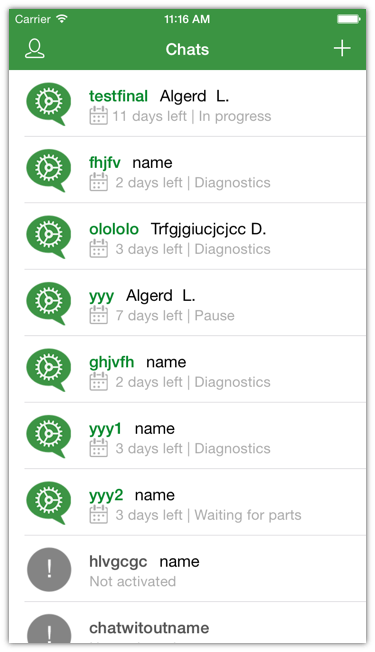 Carrier 11:16 AM
Chats
testfinal Algerd L.
11 days left | In progress
fhjfv name
2 days left | Diagnostics
olololo Trfgjgiucjcjcc D.
3 days left | Diagnostics
yyy Algerd L.
7 days left | Pause
ghjvfh name
2 days left | Diagnostics
yyy1 name
3 days left | Diagnostics
yyy2 name
3 days left | Waiting for parts
! hlvgcgc name
Not activated
! chatwitoutname